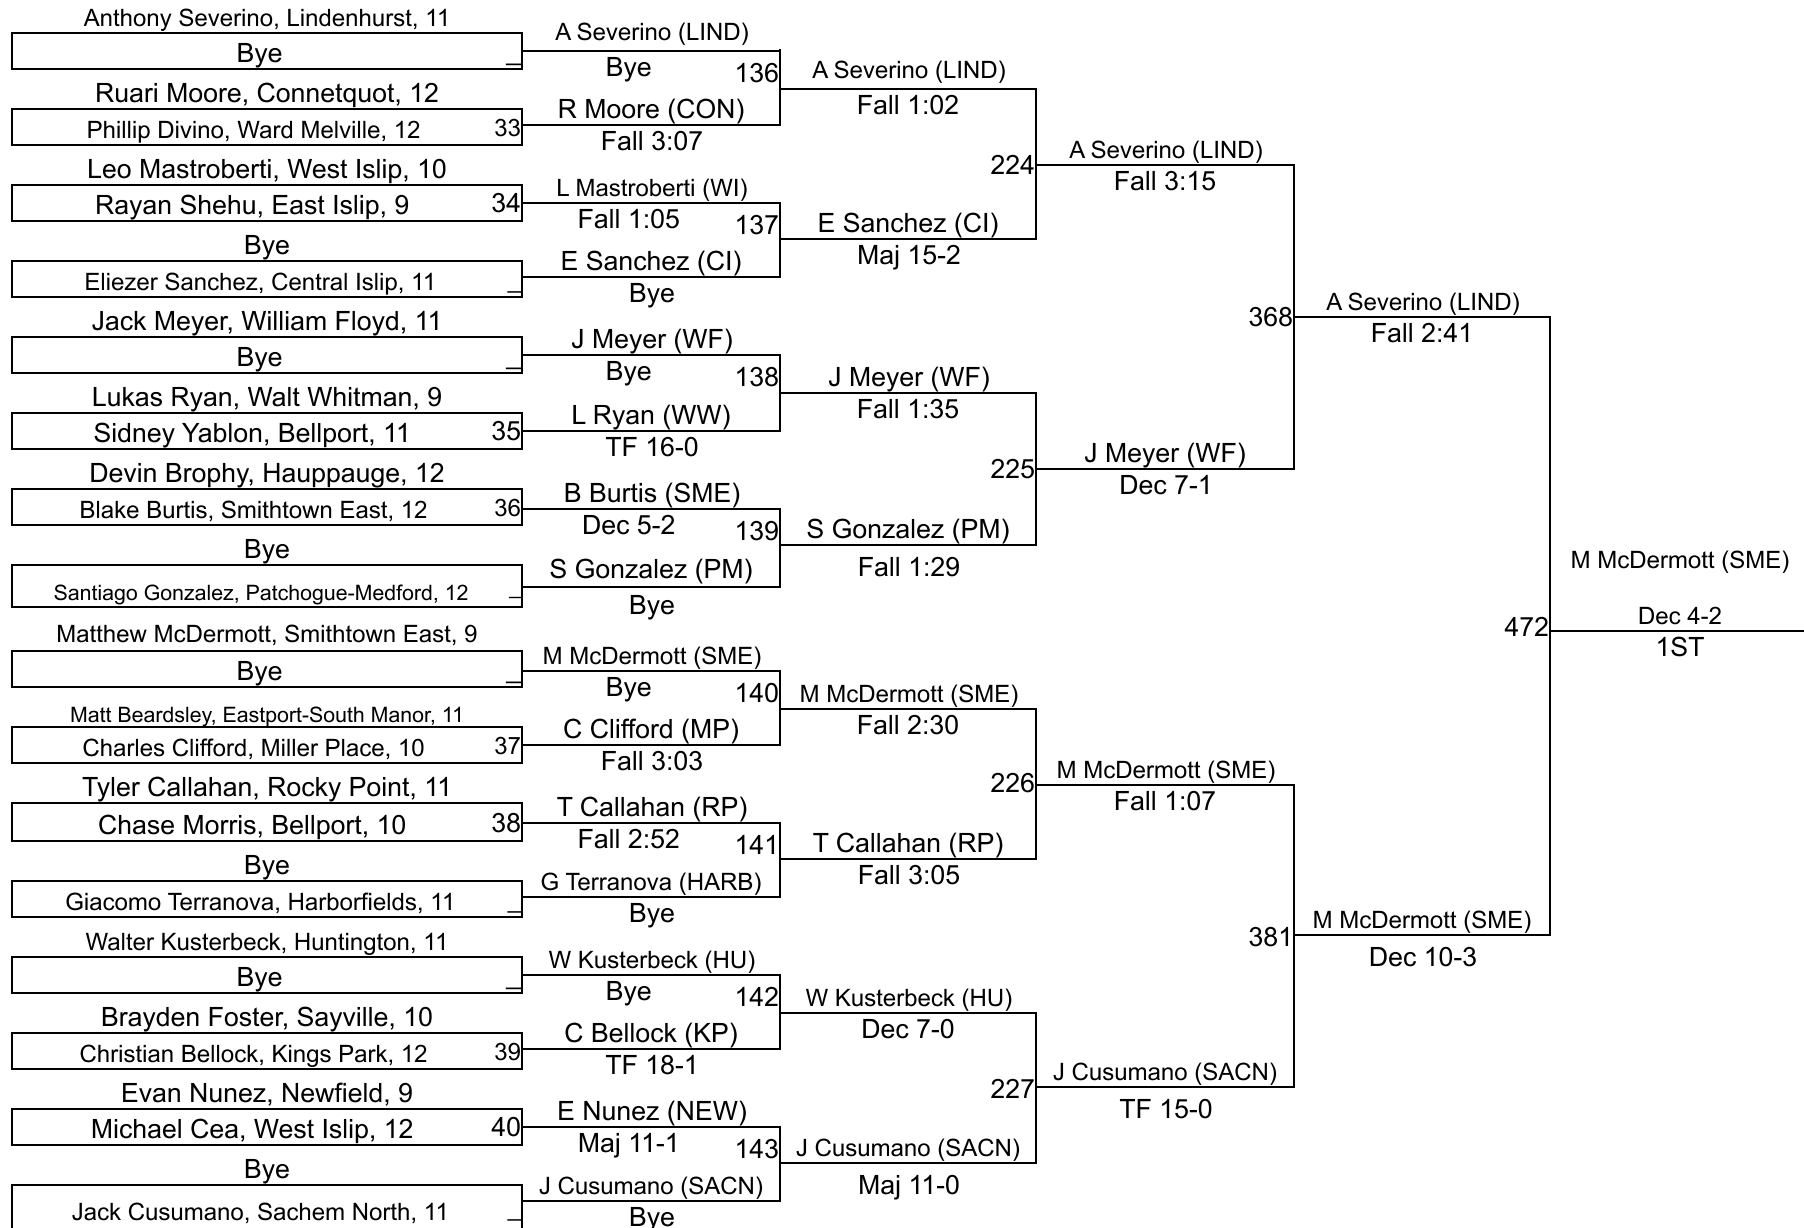 Anthony Severino, Lindenhurst, 11
Bye
_
Ruari Moore, Connetquot, 12
Phillip Divino, Ward Melville, 12 33
Leo Mastroberti, West Islip, 10
Rayan Shehu, East Islip, 9 34
Bye
Eliezer Sanchez, Central Islip, 11 _
Jack Meyer, William Floyd, 11
Bye _
Lukas Ryan, Walt Whitman, 9
Sidney Yablon, Bellport, 11 35
Devin Brophy, Hauppauge, 12
Blake Burtis, Smithtown East, 12 36
Bye
Santiago Gonzalez, Patchogue-Medford, 12 _
Matthew McDermott, Smithtown East, 9
Bye _
Matt Beardsley, Eastport-South Manor, 11
Charles Clifford, Miller Place, 10 37
Tyler Callahan, Rocky Point, 11
Chase Morris, Bellport, 10 38
Bye
Giacomo Terranova, Harborfields, 11 _
Walter Kusterbeck, Huntington, 11
Bye _
Brayden Foster, Sayville, 10
Christian Bellock, Kings Park, 12 39
Evan Nunez, Newfield, 9
Michael Cea, West Islip, 12 40
Bye
Jack Cusumano, Sachem North, 11 _
A Severino (LIND)
Bye 136
R Moore (CON)
Fall 3:07
L Mastroberti (WI)
Fall 1:05 137
E Sanchez (CI)
Bye
J Meyer (WF)
Bye 138
L Ryan (WW)
TF 16-0
B Burtis (SME)
Dec 5-2 139
S Gonzalez (PM)
Bye
M McDermott (SME)
Bye 140
C Clifford (MP)
Fall 3:03
T Callahan (RP)
Fall 2:52 141
G Terranova (HARB)
Bye
W Kusterbeck (HU)
Bye 142
C Bellock (KP)
TF 18-1
E Nunez (NEW)
Maj 11-1 143
J Cusumano (SACN)
Bye
A Severino (LIND)
Fall 1:02
224
E Sanchez (CI)
Maj 15-2
J Meyer (WF)
Fall 1:35
225
S Gonzalez (PM)
Fall 1:29
M McDermott (SME)
Fall 2:30
226
T Callahan (RP)
Fall 3:05
W Kusterbeck (HU)
Dec 7-0
227
J Cusumano (SACN)
Maj 11-0
A Severino (LIND)
Fall 3:15
368
J Meyer (WF)
Dec 7-1
M McDermott (SME)
Fall 1:07
381
J Cusumano (SACN)
TF 15-0
A Severino (LIND)
Fall 2:41
472
M McDermott (SME)
Dec 10-3
M McDermott (SME)
Dec 4-2
1ST